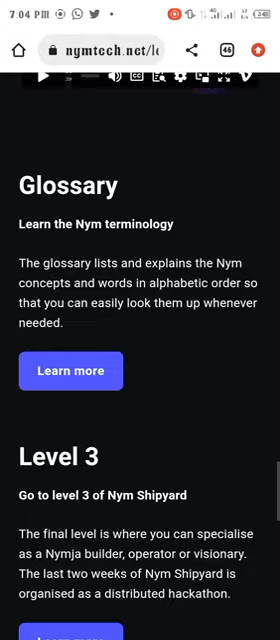 7:04 PM
nymtech.net/le
46
Glossary
Learn the Nym terminology
The glossary lists and explains the Nym
concepts and words in alphabetic order so
that you can easily look them up whenever
needed.
Learn more
Level 3
Go to level 3 of Nym Shipyard
The final level is where you can specialise
as a Nymja builder, operator or visionary.
The last two weeks of Nym Shipyard is
organised as a distributed hackathon.
Learn more